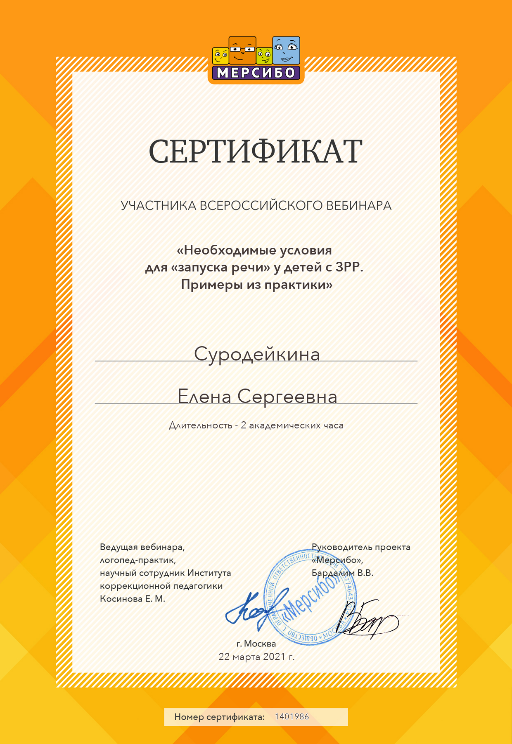 МЕРСИБО
СЕРТИФИКАТ
УЧАСТНИКА ВСЕРОССИЙСКОГО ВЕБИНАРА
«Необходимые условия
для «запуска речи» у детей с ЗРР.
Примеры из практики»
Суродейкина
Елена Сергеевна
Длительность - 2 академических часа
Ведущая вебинара,
логопед-практик,
научный сотрудник Института
коррекционной педагогики
Косинова Е. М.
Руководитель проекта
«Мерсибо»,
Бардалим В.В.
«Мерсибо»
г. Москва
22 марта 2021 г.
Номер сертификата: 1401986